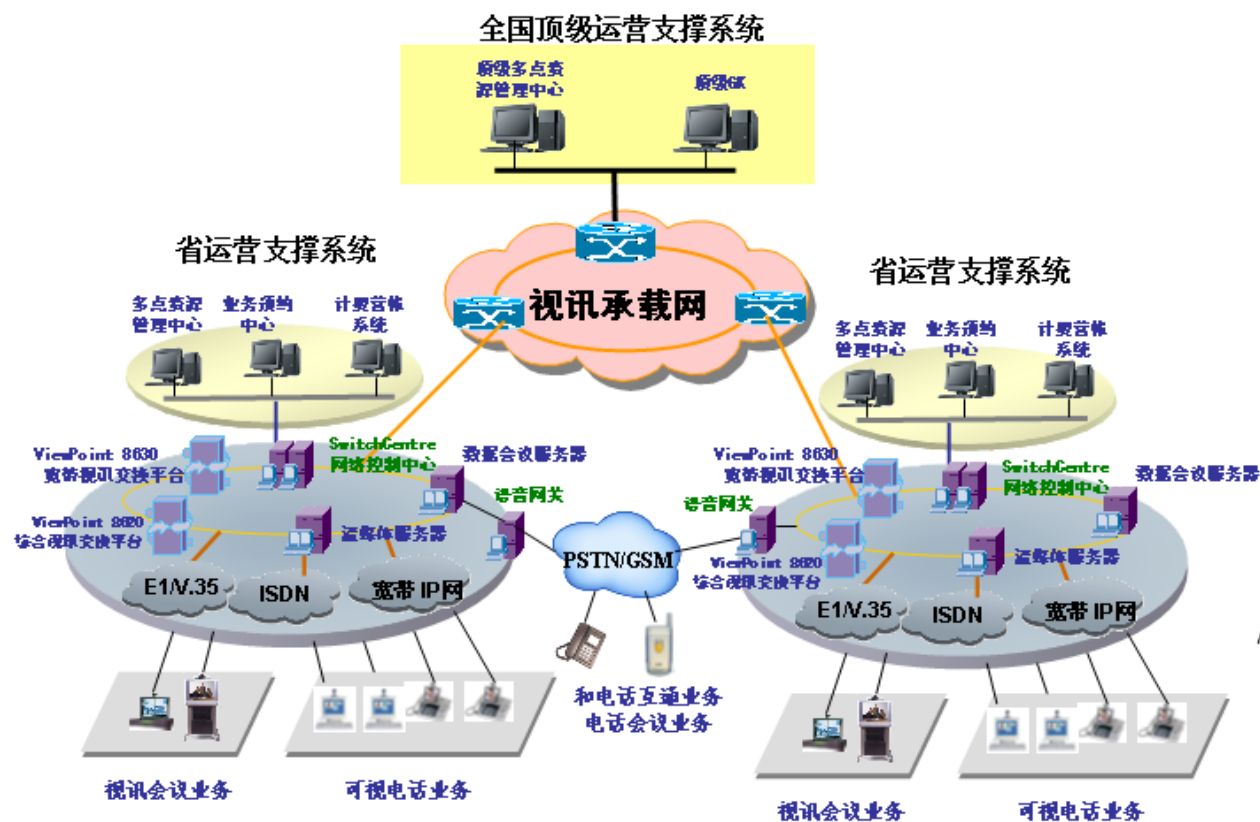 全国顶级运营支撑系统
顶级多点资
源管理中心
顶级GK
省运营支撑系统
多点资源
管理中心
业务预约
中心
计费营帐
系统
视讯承载网
省运营支撑系统
多点资源
管理中心
业务预约
中心
计费营帐
系统
ViewPoint 8630
宽带视讯交换平台
SwitchCentre
网络控制中心
数据会议服务器
语音网关
ViewPoint 8620
综合视讯交换平台
流媒体服务器
E1/V.35
ISDN
宽带 IP网
PSTN/GSM
ViewPoint 8630
宽带视讯交换平台
SwitchCentre
网络控制中心
数据会议服务器
语音网关
ViewPoint 8620
综合视讯交换平台
流媒体服务器
E1/V.35
ISDN
宽带 IP网
和电话互通业务
电话会议业务
视讯会议业务
可视电话业务
视讯会议业务
可视电话业务